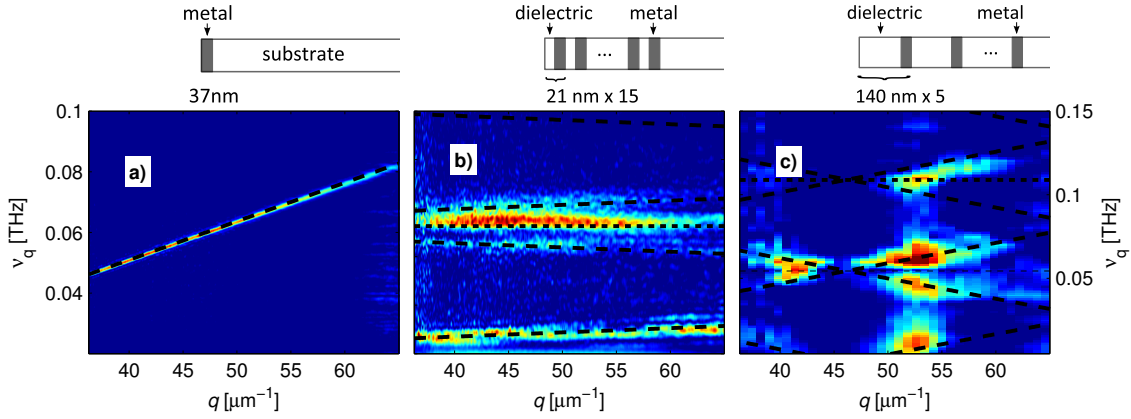 metal
substrate
37nm
dielectric
metal
...
21 nm x 15
dielectric
metal
...
140 nm x 5
a)
b)
c)
0.1
0.08
0.06
0.04
ν_q [THz]
0.15
0.1
0.05
ν_q [THz]
40 45 50 55 60
q [μm⁻¹]
40 45 50 55 60
q [μm⁻¹]
40 45 50 55 60
q [μm⁻¹]